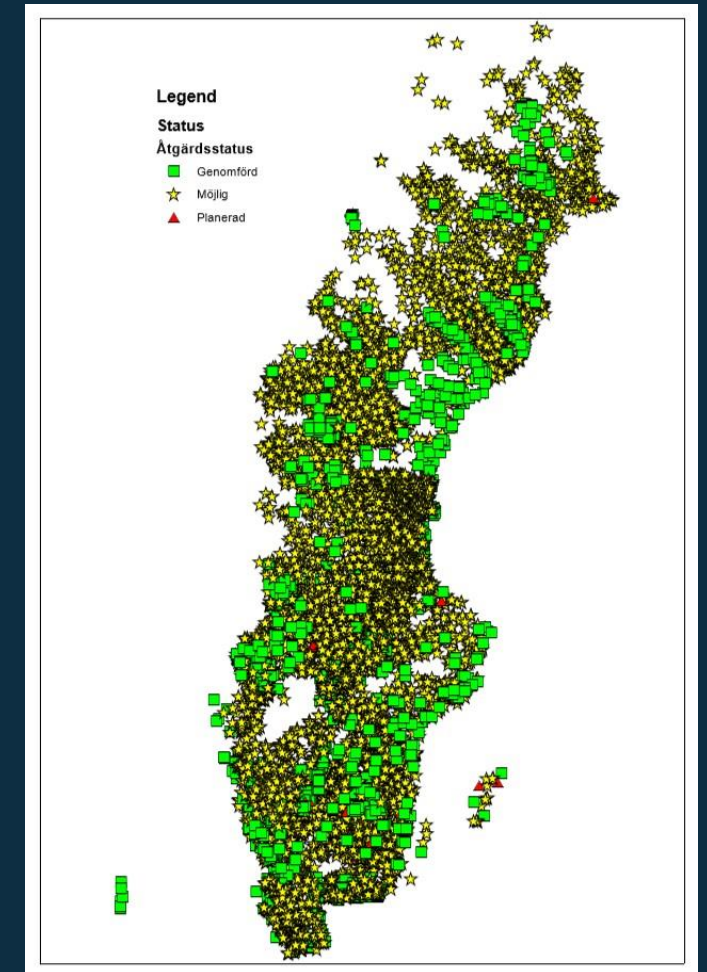 Legend
Status
Åtgärdsstatus
Genomförd
Möjlig
Planerad